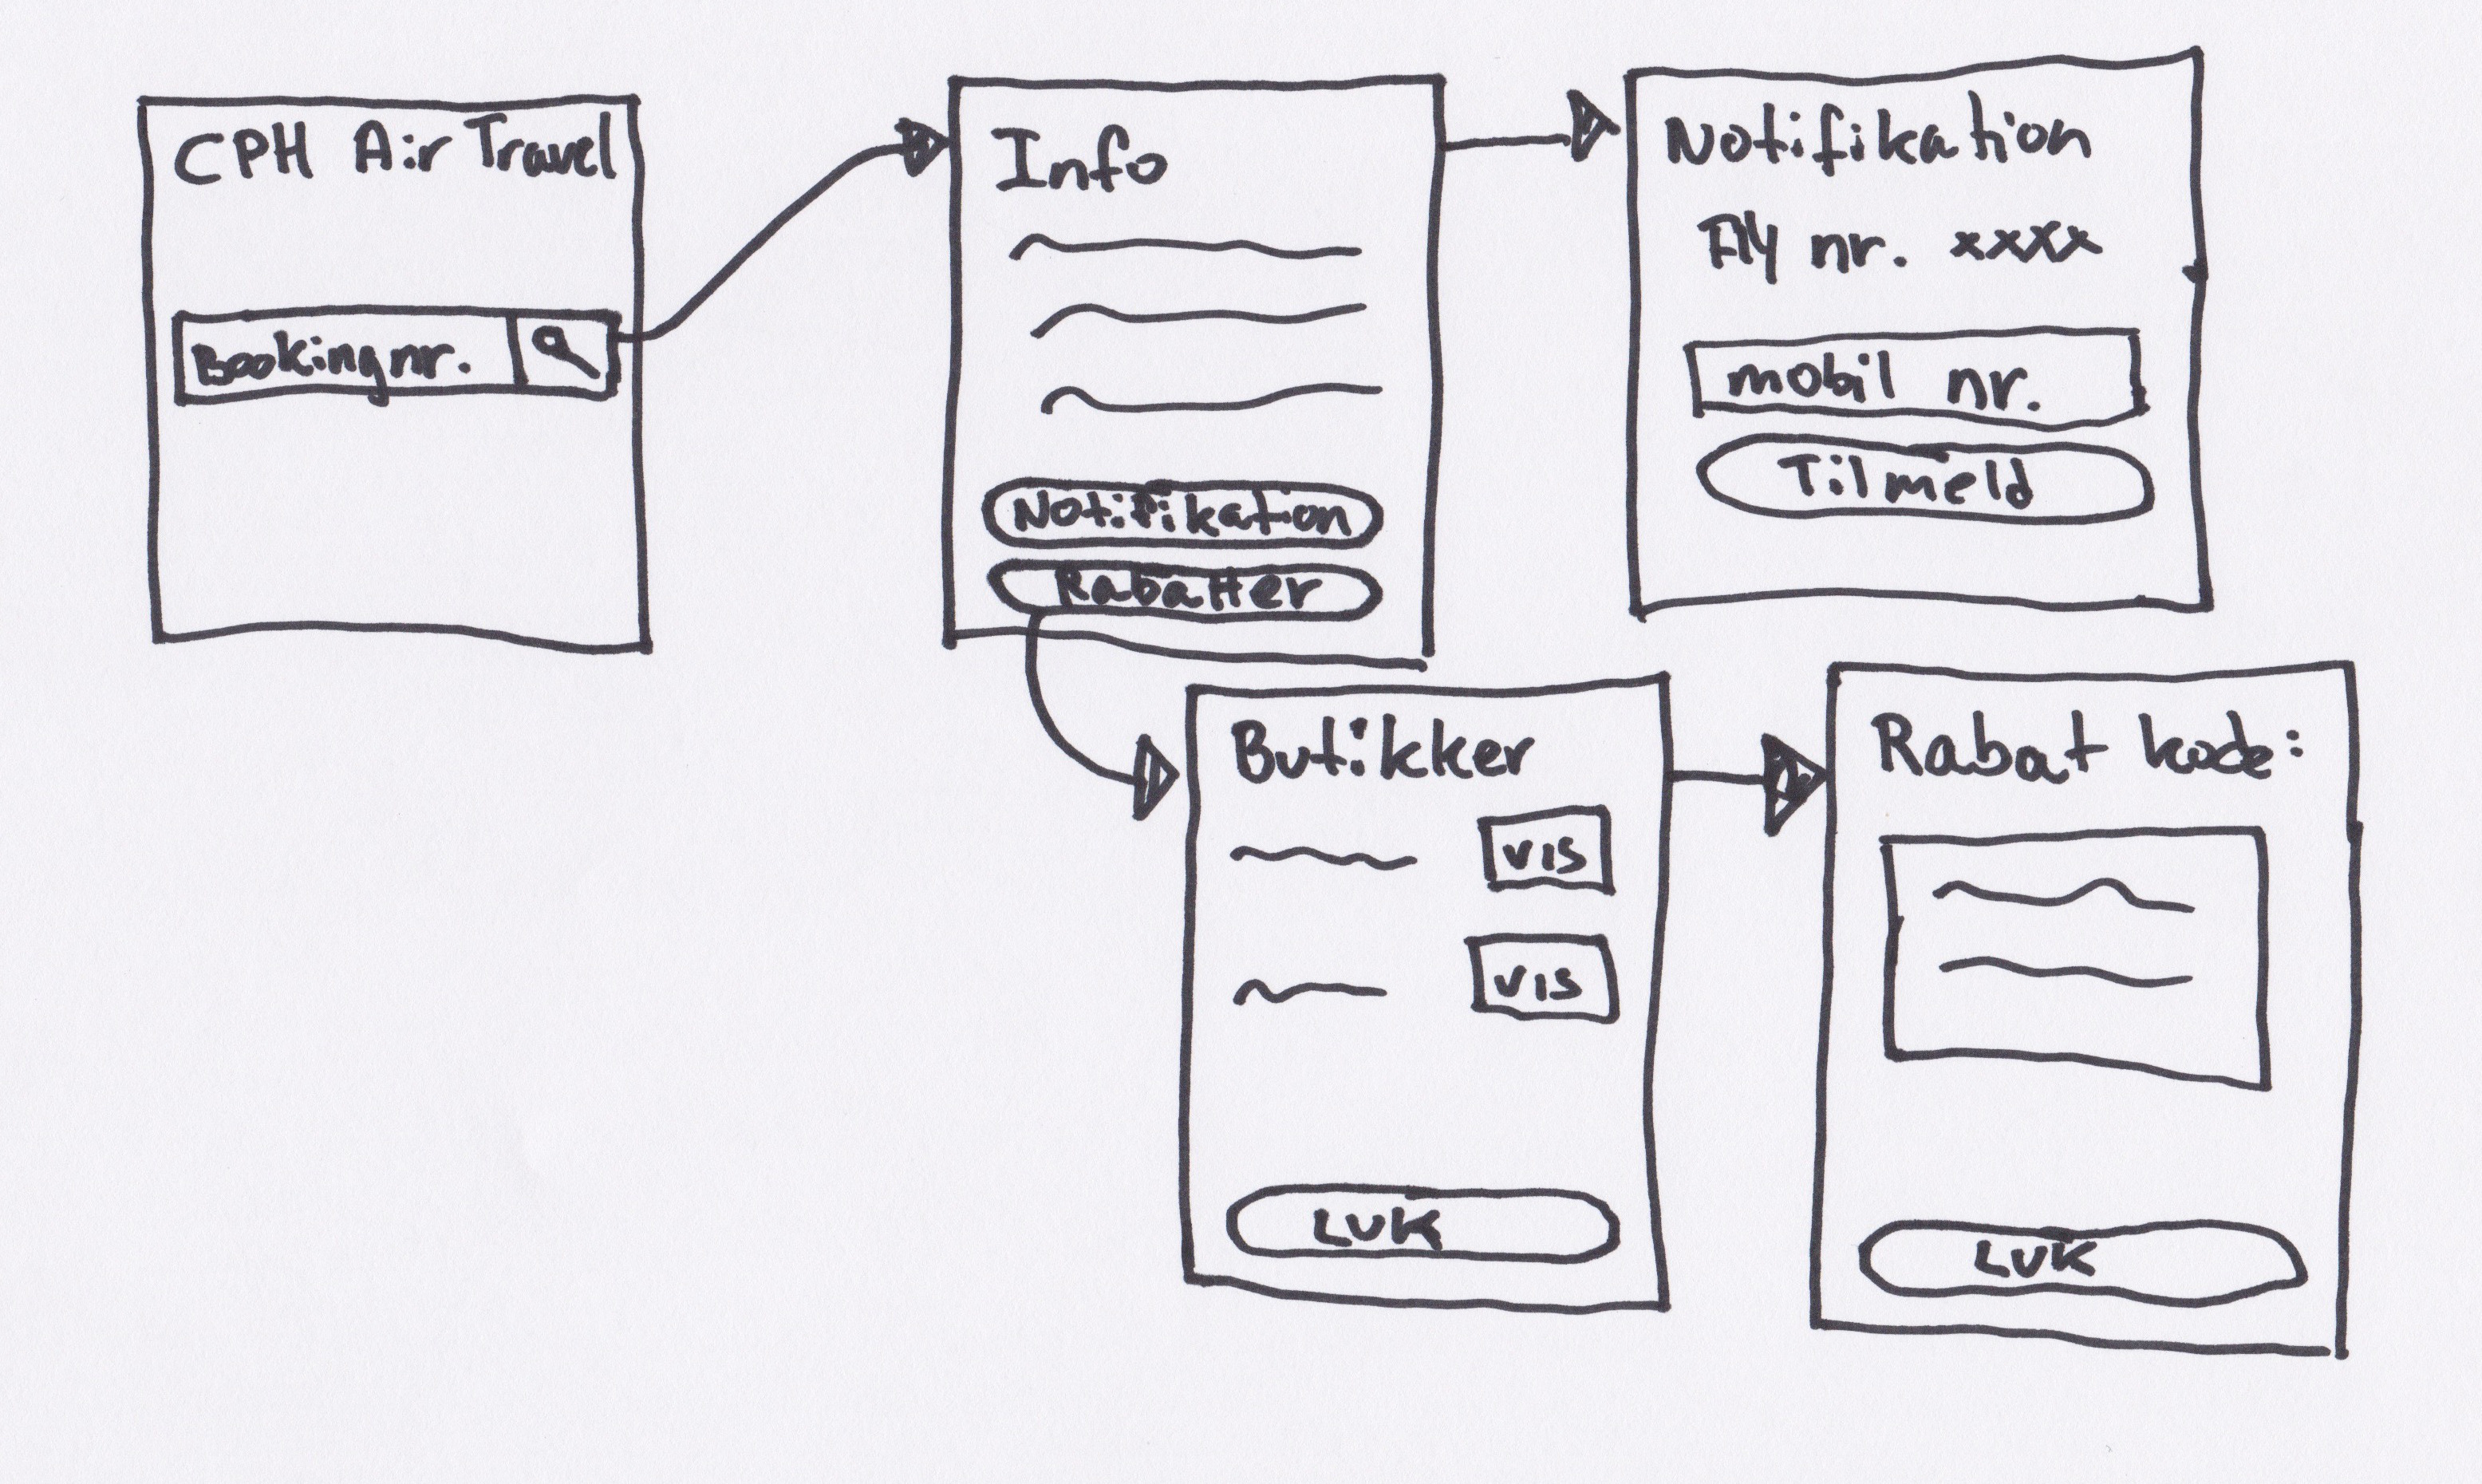 CPH Air Travel
Bookingnr.
Info
Notifikation
Rabatter
Notifikation
Fly nr. xxxx
mobil nr.
Tilmeld
Butikker
vis
vis
LUK
Rabat kode:
LUK